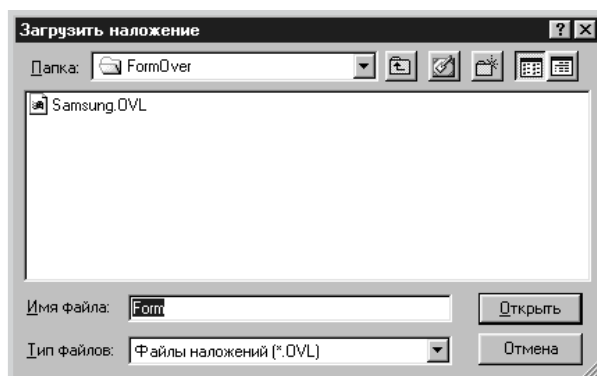 Загрузить наложение
Папка: FormOver
Samsung.OVL
Имя файла: Form Открыть
Тип файлов: Файлы наложений (*.OVL) Отмена